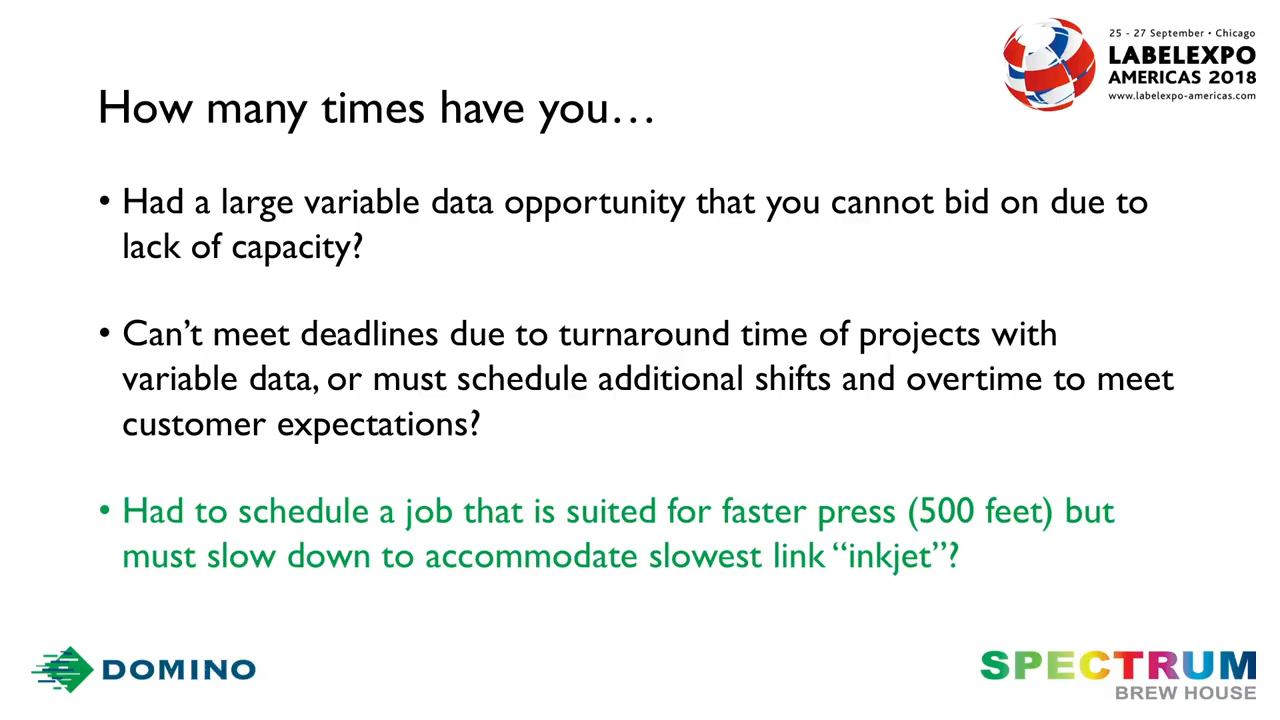 25 - 27 September • Chicago
LABELEXPO
AMERICAS 2018
www.labelexpo-americas.com
How many times have you…
• Had a large variable data opportunity that you cannot bid on due to
lack of capacity?
• Can’t meet deadlines due to turnaround time of projects with
variable data, or must schedule additional shifts and overtime to meet
customer expectations?
• Had to schedule a job that is suited for faster press (500 feet) but
must slow down to accommodate slowest link “inkjet”?
DOMINO
SPECTRUM
BREW HOUSE